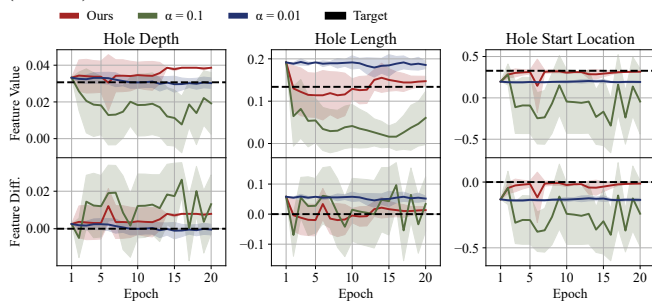 Ours α = 0.1 α = 0.01 Target
Hole Depth Hole Length Hole Start Location
Feature Value
0.04
0.02
0.00
0.2
0.1
0.0
0.5
0.0
−0.5
Feature Diff.
0.02
0.00
0.1
0.0
−0.1
0.0
−0.5
1 5 10 15 20
1 5 10 15 20
1 5 10 15 20
Epoch Epoch Epoch